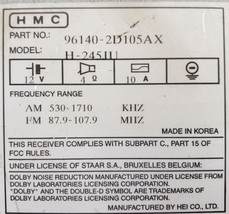 HMC
PART NO.: 96140-2D105AX
MODEL: H-245IU
12 V 4 Ω 10 A
FREQUENCY RANGE
AM 530-1710 KHZ
FM 87.9-107.9 MHZ
MADE IN KOREA
THIS RECEIVER COMPLIES WITH SUBPART C., PART 15 OF
FCC RULES.
UNDER LICENSE OF STAAR S.A., BRUXELLES BELGIUM:
DOLBY NOISE REDUCTION MANUFACTURED UNDER LICENSE FROM
DOLBY LABORATORIES LICENSING CORPORATION.
"DOLBY" AND THE DOUBLE-D SYMBOL ARE TRADEMARKS OF
DOLBY LABORATORIES LICENSING CORPORATION.
MANUFACTURED BY HEI CO., LTD.